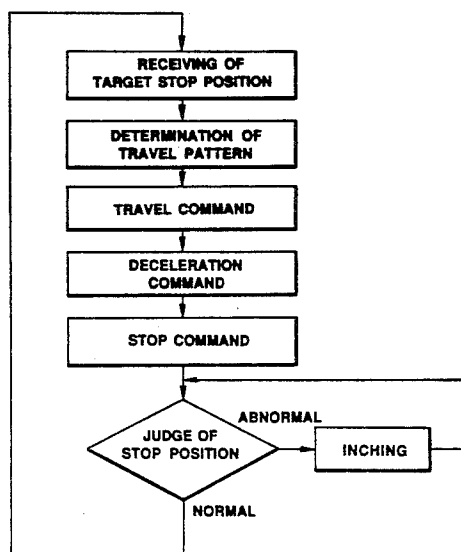 RECEIVING OF
TARGET STOP POSITION
DETERMINATION OF
TRAVEL PATTERN
TRAVEL COMMAND
DECELERATION
COMMAND
STOP COMMAND
ABNORMAL
JUDGE OF
STOP POSITION
INCHING
NORMAL